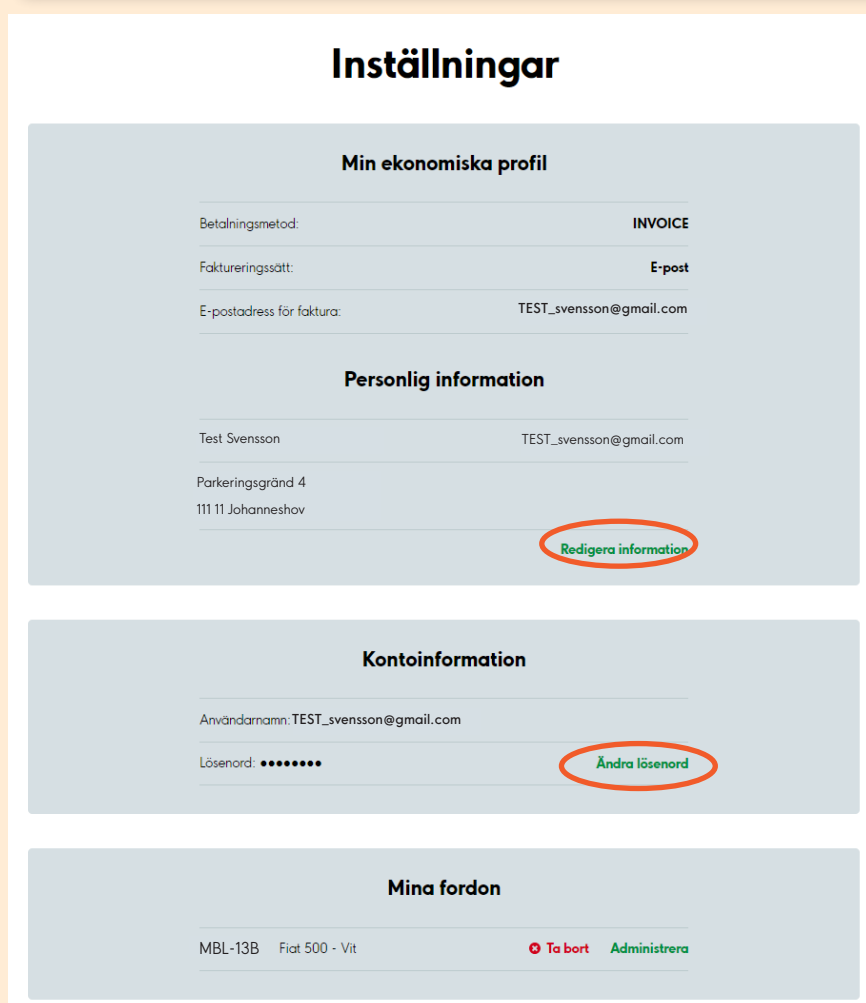 Inställningar
Min ekonomiska profil
Betalningsmetod: INVOICE
Faktureringssätt: E-post
E-postadress för faktura: TEST_svensson@gmail.com
Personlig information
Test Svensson TEST_svensson@gmail.com
Parkeringsgränd 4
111 11 Johanneshov
Redigera information
Kontoinformation
Användarnamn: TEST_svensson@gmail.com
Lösenord: ●●●●●●●●  Ändra lösenord
Mina fordon
MBL-13B Fiat 500 - Vit Ta bort Administrera